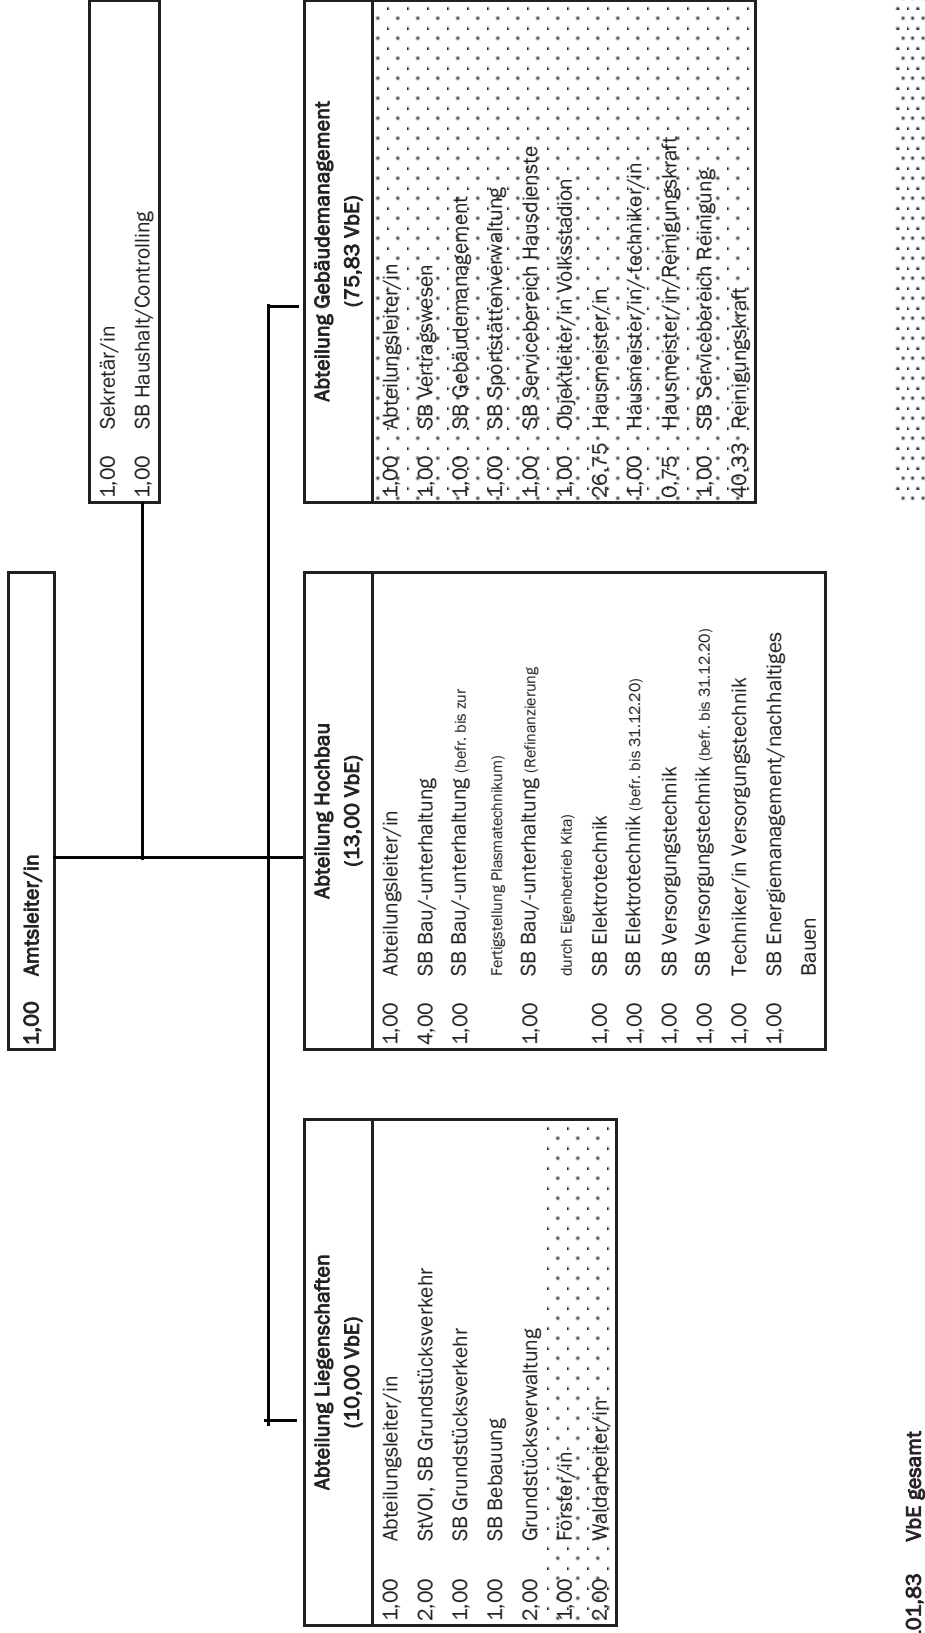 1,00 Amtsleiter/in
1,00 Sekretär/in
1,00 SB Haushalt/Controlling
Abteilung Liegenschaften
(10,00 VbE)
1,00 Abteilungsleiter/in
2,00 StVOI, SB Grundstücksverkehr
1,00 SB Grundstücksverkehr
1,00 SB Bebauung
2,00 Grundstücksverwaltung
1,00 Förster/in
2,00 Waldarbeiter/in
Abteilung Hochbau
(13,00 VbE)
1,00 Abteilungsleiter/in
4,00 SB Bau/-unterhaltung
1,00 SB Bau/-unterhaltung (befr. bis zur
Fertigstellung Plasmatechnikum)
1,00 SB Bau/-unterhaltung (Refinanzierung
durch Eigenbetrieb Kita)
1,00 SB Elektrotechnik
1,00 SB Elektrotechnik (befr. bis 31.12.20)
1,00 SB Versorgungstechnik
1,00 SB Versorgungstechnik (befr. bis 31.12.20)
1,00 Techniker/in Versorgungstechnik
1,00 SB Energiemanagement/nachhaltiges
Bauen
Abteilung Gebäudemanagement
(75,83 VbE)
1,00 Abteilungsleiter/in
1,00 SB Vertragswesen
1,00 SB Gebäudemanagement
1,00 SB Sportstättenverwaltung
1,00 SB Servicebereich Hausdienste
1,00 Objektleiter/in Volksstadion
26,75 Hausmeister/in
1,00 Hausmeister/in/-techniker/in
0,75 Hausmeister/in/Reinigungskraft
1,00 SB Servicebereich Reinigung
40,33 Reinigungskraft
01,83 VbE gesamt